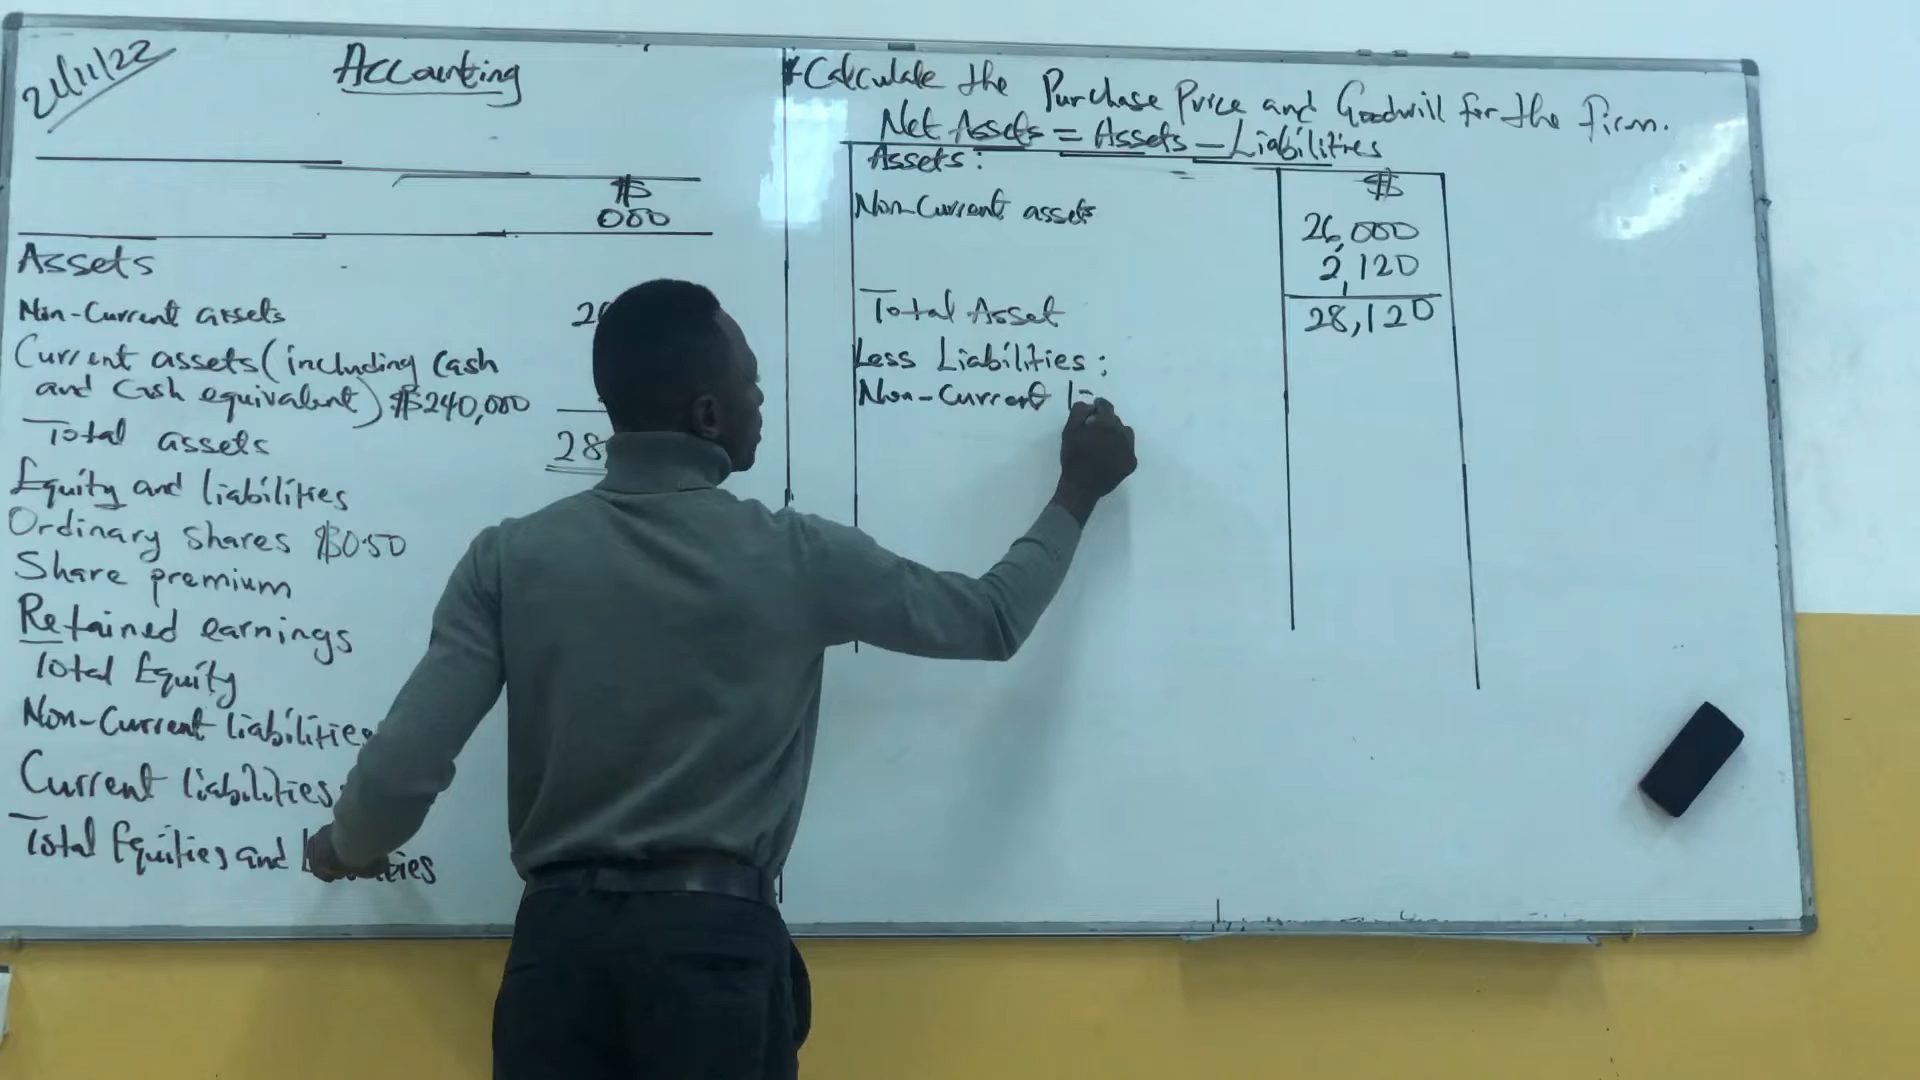 21/11/22
Accounting
$
000
Assets
Non-Current assets
Current assets (including Cash
and Cash equivalent) $240,000
Total assets
28
Equity and liabilities
Ordinary shares $0.50
Share premium
Retained earnings
Total Equity
Non-Current liabilities
Current liabilities
Total Equities and
* Calculate the Purchase Price and Goodwill for the firm.
Net Assets = Assets - Liabilities
Assets:
$
Non-Current assets
26,000
2,120
Total Asset 28,120
Less Liabilities:
Non-Current